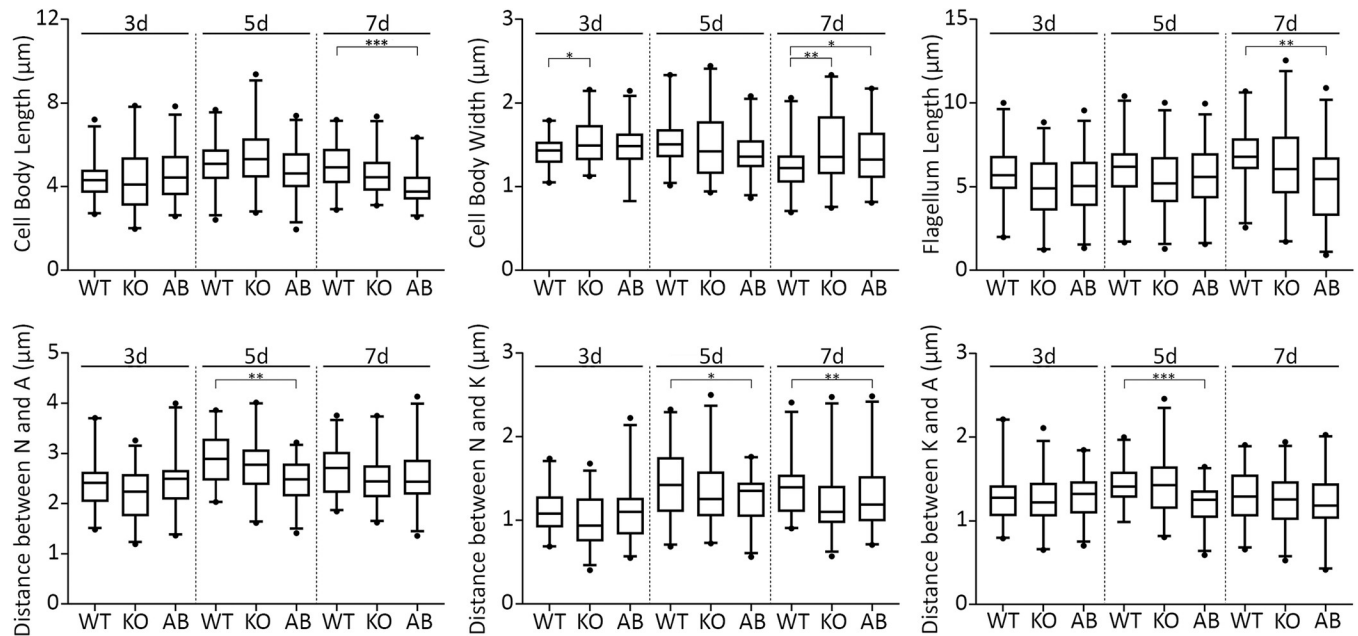 Cell Body Length (μm)
12
8
4
0
3d
5d
7d
***
WT
KO
AB
WT
KO
AB
WT
KO
AB
Cell Body Width (μm)
3
2
1
0
3d
5d
7d
*
*
**
WT
KO
AB
WT
KO
AB
WT
KO
AB
Flagellum Length (μm)
15
10
5
0
3d
5d
7d
**
WT
KO
AB
WT
KO
AB
WT
KO
AB
Distance between N and A (μm)
5
4
3
2
1
0
3d
5d
7d
**
WT
KO
AB
WT
KO
AB
WT
KO
AB
Distance between N and K (μm)
3
2
1
0
3d
5d
7d
*
**
WT
KO
AB
WT
KO
AB
WT
KO
AB
Distance between K and A (μm)
3
2
1
0
3d
5d
7d
***
WT
KO
AB
WT
KO
AB
WT
KO
AB